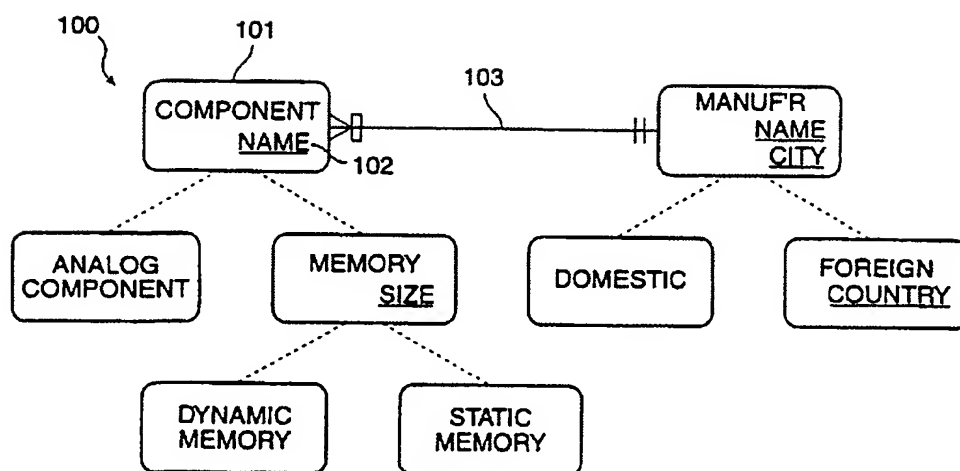 100
101
COMPONENT
NAME
102
103
MANUF'R
NAME
CITY
ANALOG
COMPONENT
MEMORY
SIZE
DOMESTIC
FOREIGN
COUNTRY
DYNAMIC
MEMORY
STATIC
MEMORY